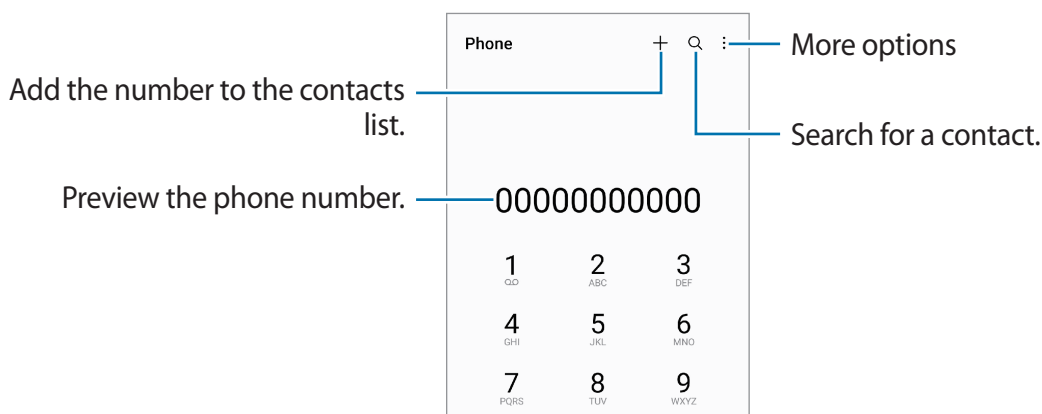 Phone
More options
Add the number to the contacts
list.
Search for a contact.
Preview the phone number.
00000000000
1 2 3
ABC DEF
4 5 6
GHI JKL MNO
7 8 9
PQRS TUV WXYZ